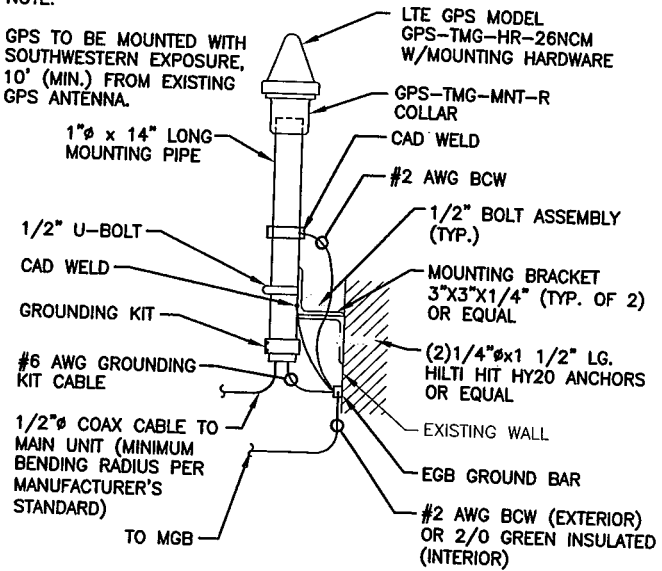 NOTE:
GPS TO BE MOUNTED WITH
SOUTHWESTERN EXPOSURE,
10' (MIN.) FROM EXISTING
GPS ANTENNA.
LTE GPS MODEL
GPS-TMG-HR-26NCM
W/MOUNTING HARDWARE
GPS-TMG-MNT-R
COLLAR
1"ø x 14" LONG
MOUNTING PIPE
CAD WELD
#2 AWG BCW
1/2" BOLT ASSEMBLY
(TYP.)
1/2" U-BOLT
CAD WELD
MOUNTING BRACKET
3"X3"X1/4" (TYP. OF 2)
OR EQUAL
GROUNDING KIT
(2)1/4"øx1 1/2" LG.
HILTI HIT HY20 ANCHORS
OR EQUAL
#6 AWG GROUNDING
KIT CABLE
EXISTING WALL
1/2"ø COAX CABLE TO
MAIN UNIT (MINIMUM
BENDING RADIUS PER
MANUFACTURER'S
STANDARD)
EGB GROUND BAR
#2 AWG BCW (EXTERIOR)
OR 2/0 GREEN INSULATED
(INTERIOR)
TO MGB